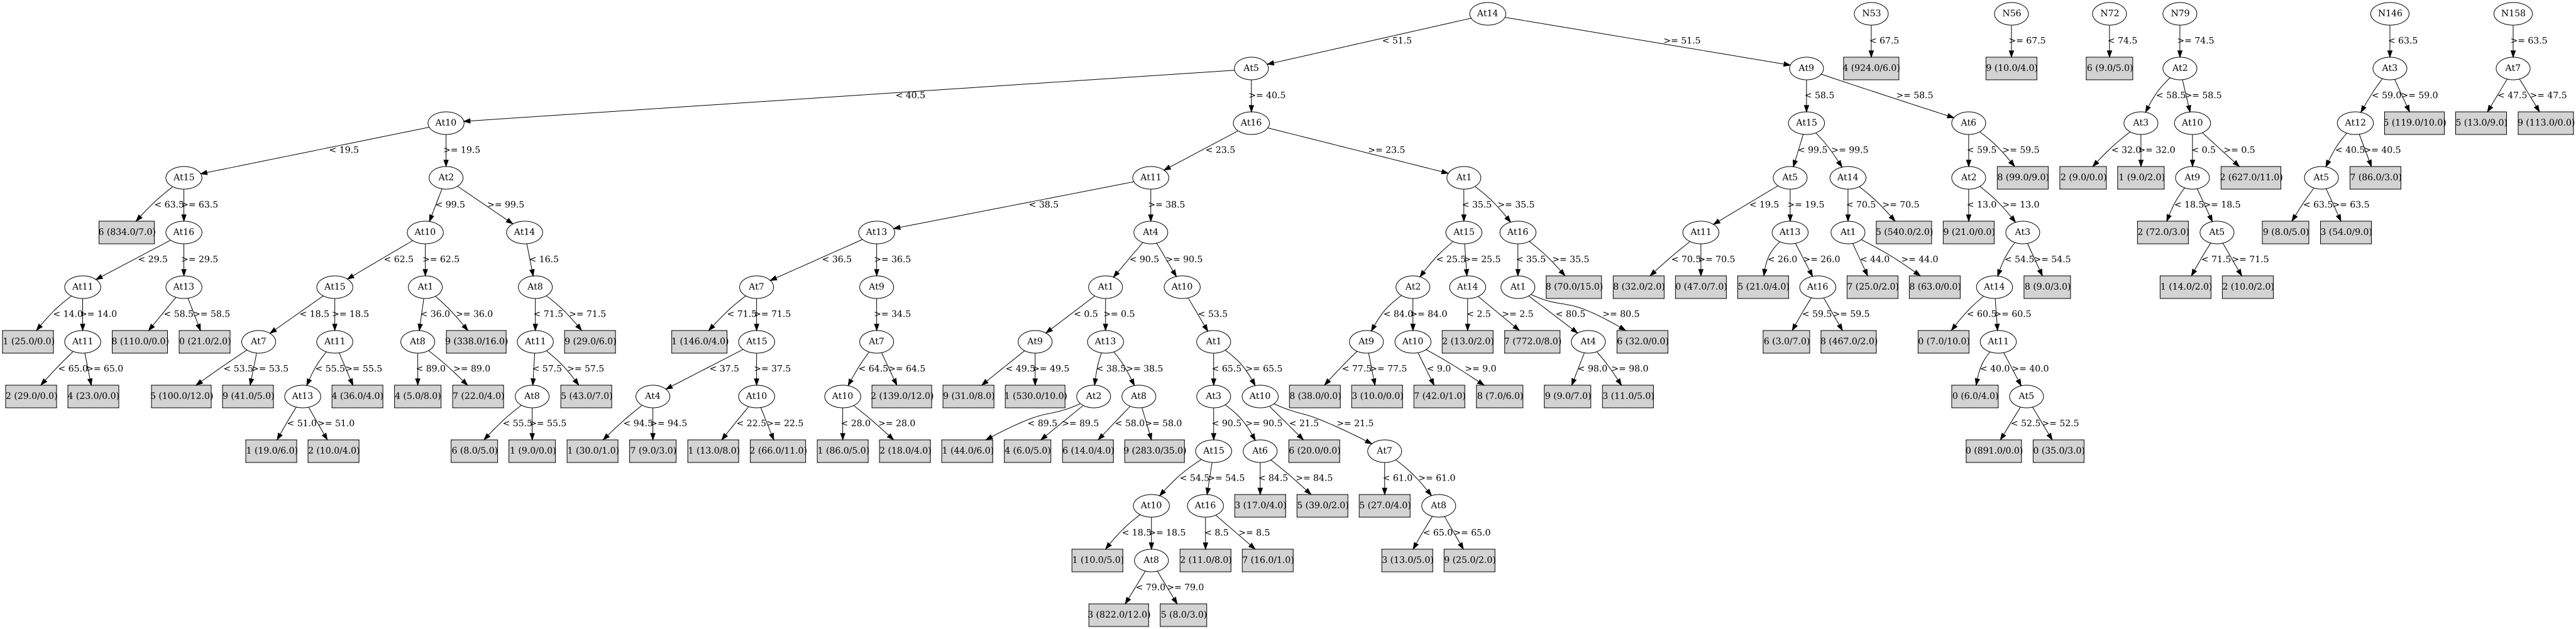 At14 N53 N56 N72 N79 N146 N158
< 51.5 >= 51.5 < 67.5 >= 67.5 < 74.5 >= 74.5 < 63.5 >= 63.5
At5 At9 4 (924.0/6.0) 9 (10.0/4.0) 6 (9.0/5.0) At2 At3 At7
< 40.5 >= 40.5 < 58.5 >= 58.5 < 58.5 >= 58.5 < 59.0 >= 59.0 < 47.5 >= 47.5
At10 At16 At15 At6 At3 At10 At12 5 (119.0/10.0) 5 (13.0/9.0) 9 (113.0/0.0)
< 19.5 >= 19.5 < 23.5 >= 23.5 < 99.5 >= 99.5 < 59.5 >= 59.5 < 32.0 >= 32.0 < 0.5 >= 0.5 < 40.5 >= 40.5
At15 At2 At11 At1 At5 At14 At2 8 (99.0/9.0) 2 (9.0/0.0) 1 (9.0/2.0) At9 2 (627.0/11.0) At5 7 (86.0/3.0)
< 63.5 >= 63.5 < 99.5 >= 99.5 < 38.5 >= 38.5 < 35.5 >= 35.5 < 19.5 >= 19.5 < 70.5 >= 70.5 < 13.0 >= 13.0 < 18.5 >= 18.5 < 63.5 >= 63.5
6 (834.0/7.0) At16 At10 At14 At13 At4 At15 At16 At11 At13 At1 5 (540.0/2.0) 9 (21.0/0.0) At3 2 (72.0/3.0) At5 9 (8.0/5.0) 3 (54.0/9.0)
< 29.5 >= 29.5 < 62.5 >= 62.5 < 16.5 < 36.5 >= 36.5 < 90.5 >= 90.5 < 25.5 >= 25.5 < 35.5 >= 35.5 < 70.5 >= 70.5 < 26.0 >= 26.0 < 44.0 >= 44.0 < 54.5 >= 54.5 < 71.5 >= 71.5
At11 At13 At15 At1 At8 At7 At9 At1 At10 At2 At14 At1 8 (70.0/15.0) 8 (32.0/2.0) 0 (47.0/7.0) 5 (21.0/4.0) At16 7 (25.0/2.0) 8 (63.0/0.0) At14 8 (9.0/3.0) 1 (14.0/2.0) 2 (10.0/2.0)
< 14.0 >= 14.0 < 58.5 >= 58.5 < 18.5 >= 18.5 < 36.0 >= 36.0 < 71.5 >= 71.5 < 71.5 >= 71.5 >= 34.5 < 0.5 >= 0.5 < 53.5 < 84.0 >= 84.0 < 2.5 >= 2.5 < 80.5 >= 80.5 < 59.5 >= 59.5 < 60.5 >= 60.5
1 (25.0/0.0) At11 8 (110.0/0.0) 0 (21.0/2.0) At7 At11 At8 9 (338.0/16.0) At11 9 (29.0/6.0) 1 (146.0/4.0) At15 At7 At9 At13 At1 At9 At10 2 (13.0/2.0) 7 (772.0/8.0) At4 6 (32.0/0.0) 6 (3.0/7.0) 8 (467.0/2.0) 0 (7.0/10.0) At11
< 65.0 >= 65.0 < 53.5 >= 53.5 < 55.5 >= 55.5 < 89.0 >= 89.0 < 57.5 >= 57.5 < 37.5 >= 37.5 < 64.5 >= 64.5 < 49.5 >= 49.5 < 38.5 >= 38.5 < 65.5 >= 65.5 < 77.5 >= 77.5 < 9.0 >= 9.0 < 98.0 >= 98.0 < 40.0 >= 40.0
2 (29.0/0.0) 4 (23.0/0.0) 5 (100.0/12.0) 9 (41.0/5.0) At13 4 (36.0/4.0) 4 (5.0/8.0) 7 (22.0/4.0) At8 5 (43.0/7.0) At4 At10 At10 2 (139.0/12.0) 9 (31.0/8.0) 1 (530.0/10.0) At2 At8 At3 At10 8 (38.0/0.0) 3 (10.0/0.0) 7 (42.0/1.0) 8 (7.0/6.0) 9 (9.0/7.0) 3 (11.0/5.0) 0 (6.0/4.0) At5
< 51.0 >= 51.0 < 55.5 >= 55.5 < 94.5 >= 94.5 < 22.5 >= 22.5 < 28.0 >= 28.0 < 89.5 >= 89.5 < 58.0 >= 58.0 < 90.5 >= 90.5 < 21.5 >= 21.5 < 52.5 >= 52.5
1 (19.0/6.0) 2 (10.0/4.0) 6 (8.0/5.0) 1 (9.0/0.0) 1 (30.0/1.0) 7 (9.0/3.0) 1 (13.0/8.0) 2 (66.0/11.0) 1 (86.0/5.0) 2 (18.0/4.0) 1 (44.0/6.0) 4 (6.0/5.0) 6 (14.0/4.0) 9 (283.0/35.0) At15 At6 6 (20.0/0.0) At7 0 (891.0/0.0) 0 (35.0/3.0)
< 54.5 >= 54.5 < 84.5 >= 84.5 < 61.0 >= 61.0
At10 At16 3 (17.0/4.0) 5 (39.0/2.0) 5 (27.0/4.0) At8
< 18.5 >= 18.5 < 8.5 >= 8.5 < 65.0 >= 65.0
1 (10.0/5.0) At8 2 (11.0/8.0) 7 (16.0/1.0) 3 (13.0/5.0) 9 (25.0/2.0)
< 79.0 >= 79.0
3 (822.0/12.0) 5 (8.0/3.0)